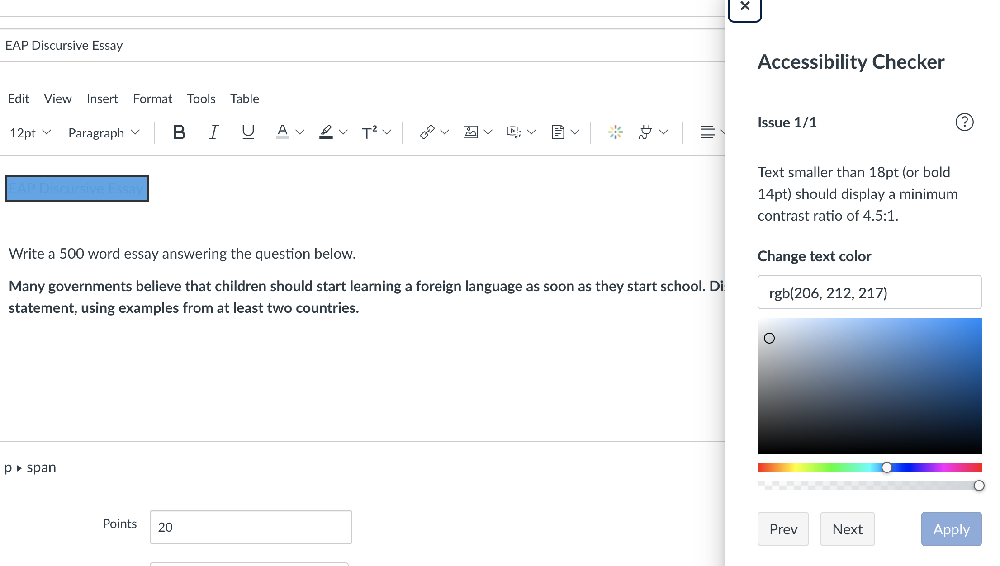 EAP Discursive Essay
Edit View Insert Format Tools Table
12pt Paragraph B I U A T²
EAP Discursive Essay
Write a 500 word essay answering the question below.
Many governments believe that children should start learning a foreign language as soon as they start school.
statement, using examples from at least two countries.
p ▸ span
Points 20
Accessibility Checker
Issue 1/1
Text smaller than 18pt (or bold
14pt) should display a minimum
contrast ratio of 4.5:1.
Change text color
rgb(206, 212, 217)
Prev Next Apply